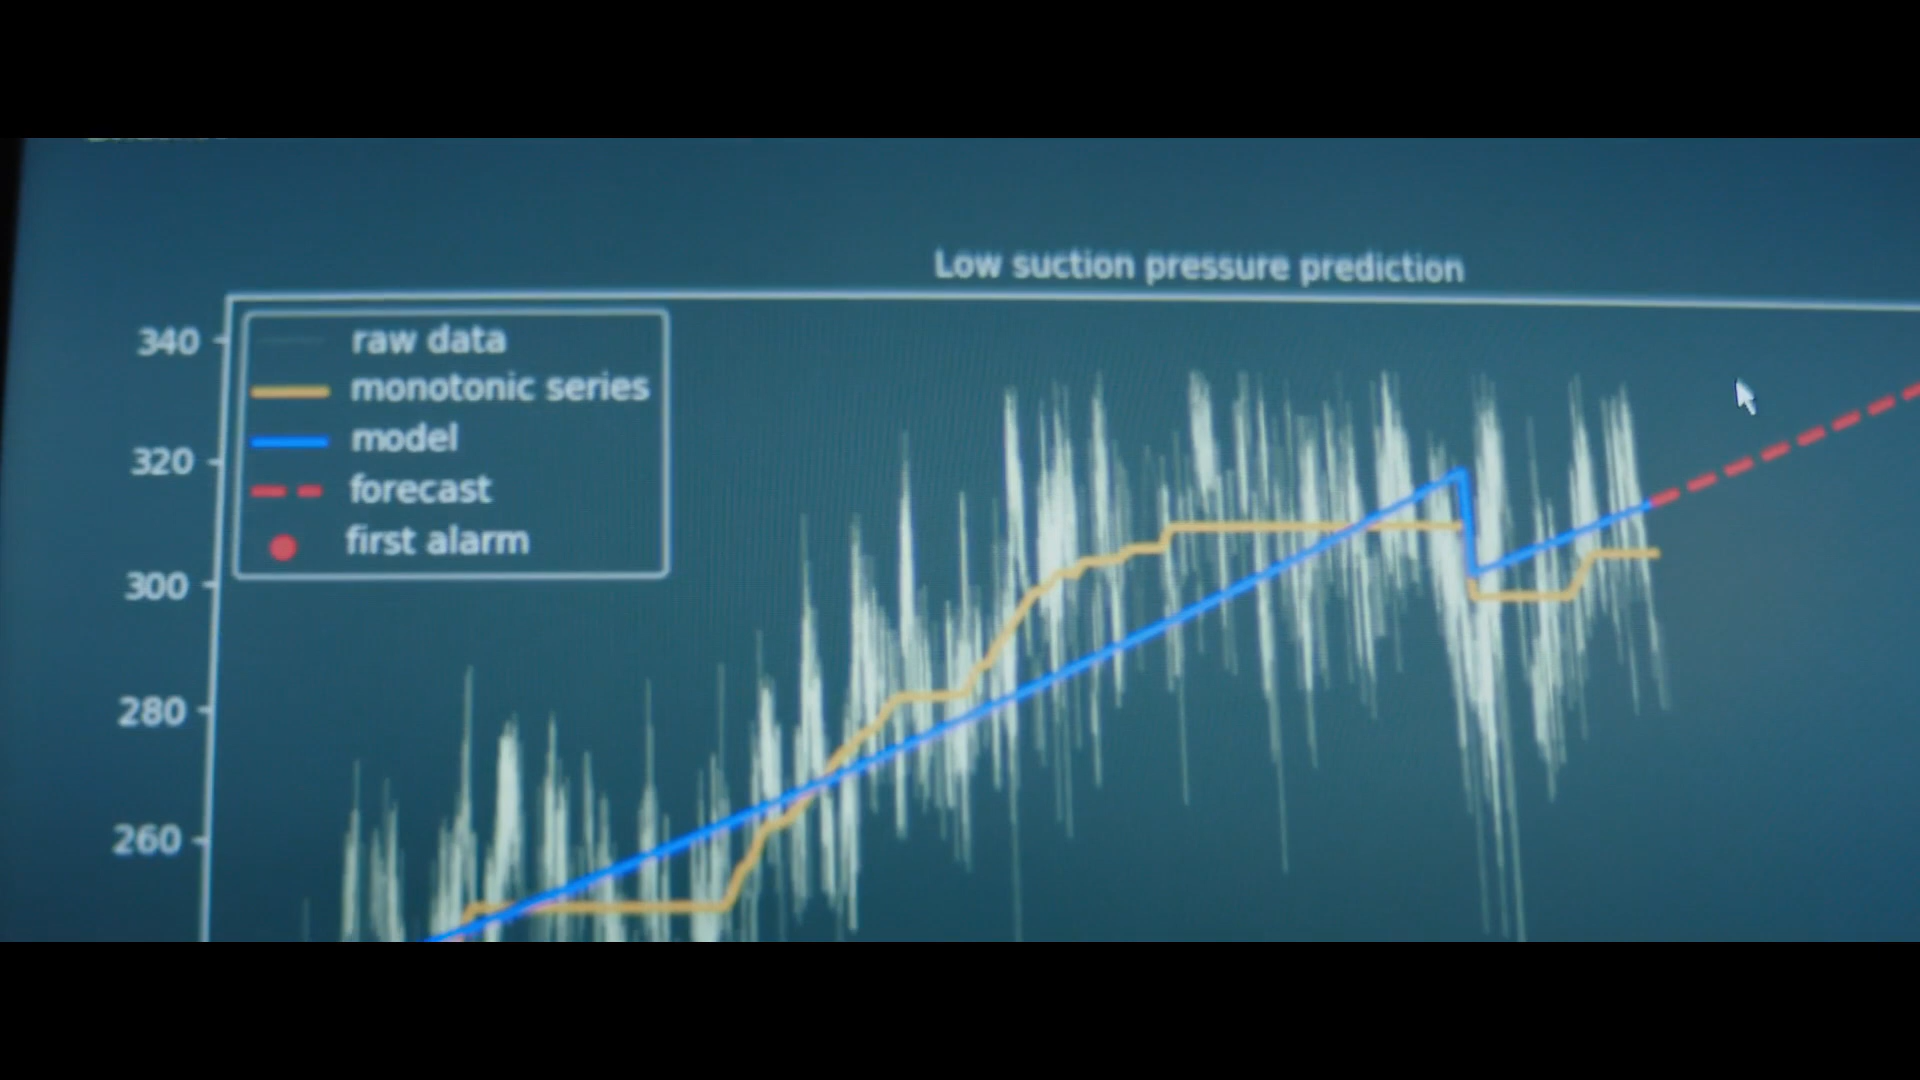 Low suction pressure prediction
340
320
300
280
260
raw data
monotonic series
model
forecast
first alarm